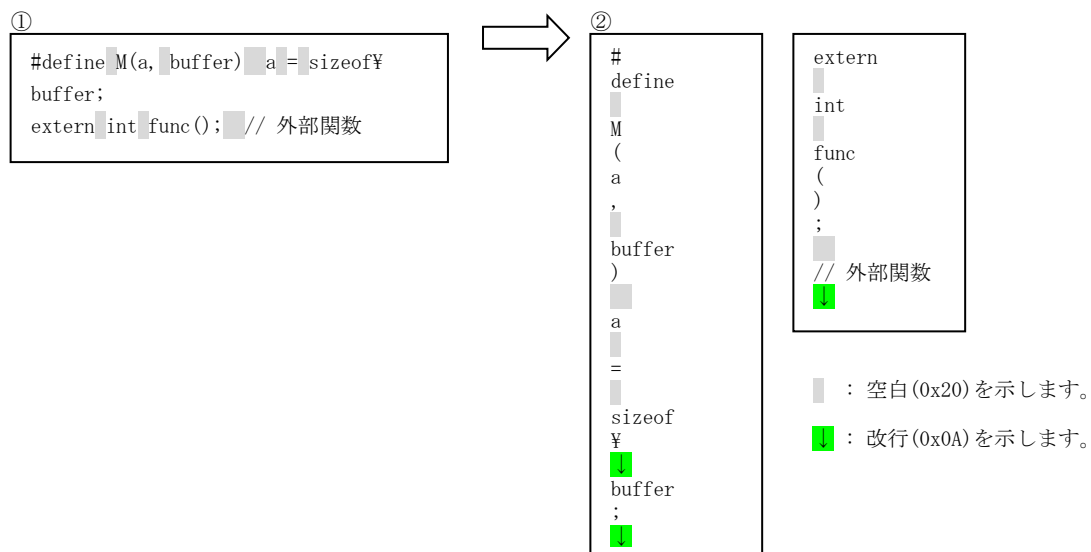 ①
#define M(a, buffer)  a = sizeof¥
buffer;
extern int func();  // 外部関数
②
#
define
M
(
a
,
buffer
)
a
=
sizeof
¥
↓
buffer
;
↓
extern
int
func
(
)
;
// 外部関数
↓
: 空白(0x20)を示します。
↓ : 改行(0x0A)を示します。